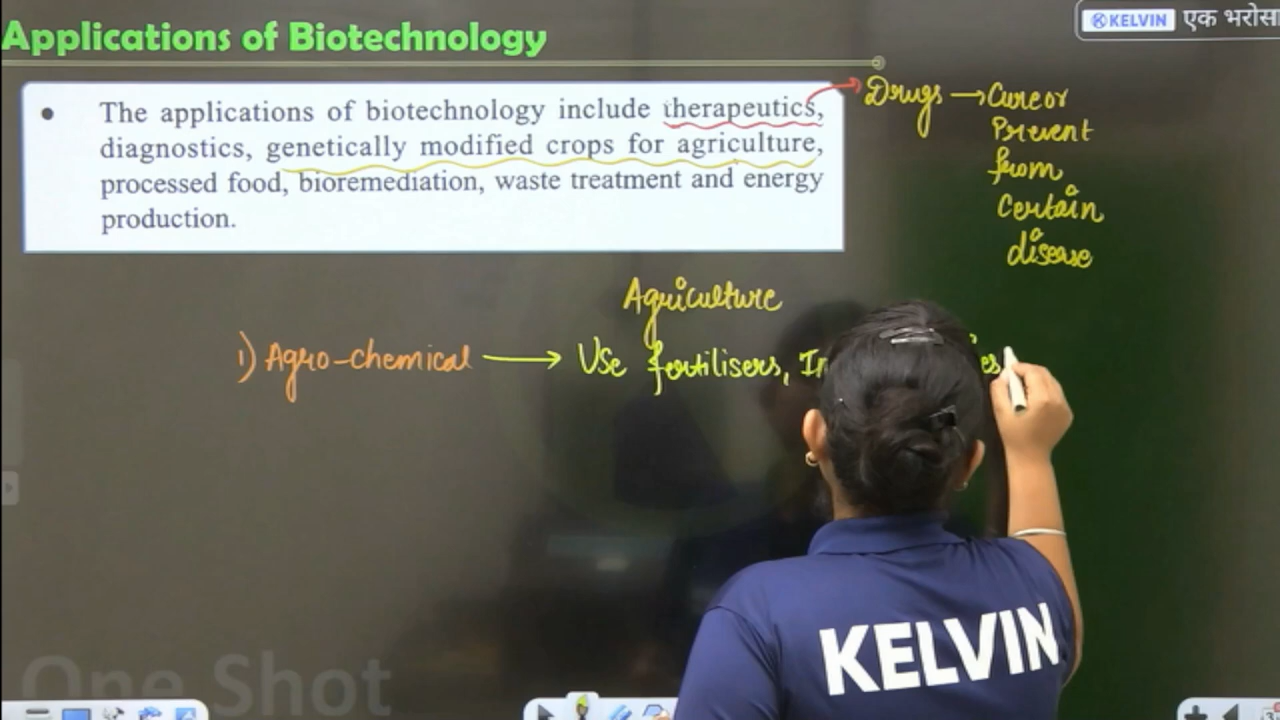 Applications of Biotechnology
KELVIN एक भरोसा
• The applications of biotechnology include therapeutics,
diagnostics, genetically modified crops for agriculture,
processed food, bioremediation, waste treatment and energy
production.
Drugs → Cure or
Prevent
from
Certain
disease
Agriculture
1) Agro-chemical → Use fertilisers,
KELVIN
One Shot